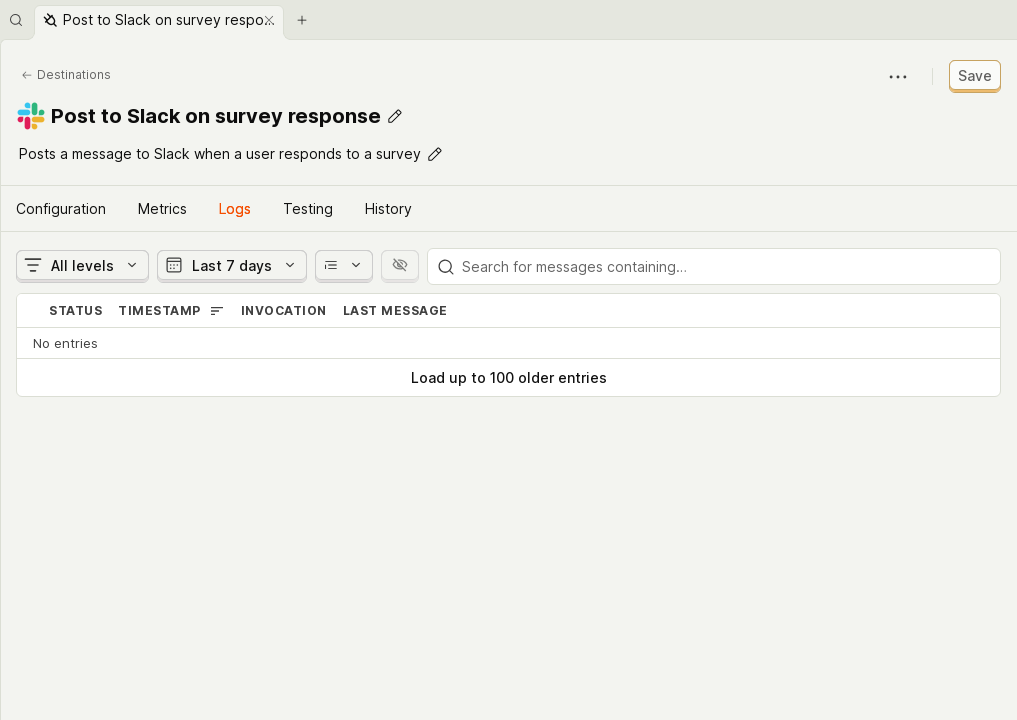 Post to Slack on survey respo...
Destinations
Save
Post to Slack on survey response
Posts a message to Slack when a user responds to a survey
Configuration Metrics Logs Testing History
All levels Last 7 days Search for messages containing...
STATUS TIMESTAMP INVOCATION LAST MESSAGE
No entries
Load up to 100 older entries